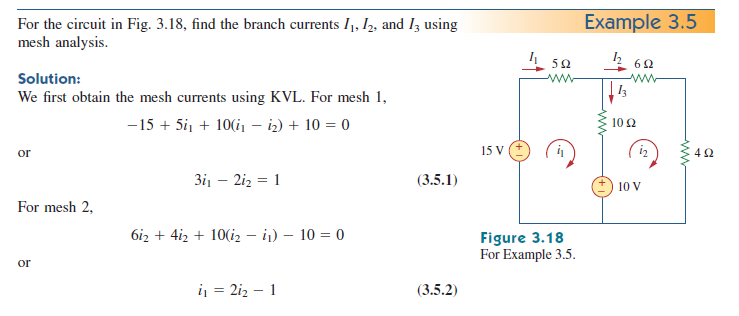 For the circuit in Fig. 3.18, find the branch currents I₁, I₂, and I₃ using
mesh analysis.
Solution:
We first obtain the mesh currents using KVL. For mesh 1,
−15 + 5i₁ + 10(i₁ − i₂) + 10 = 0
or
3i₁ − 2i₂ = 1 (3.5.1)
For mesh 2,
6i₂ + 4i₂ + 10(i₂ − i₁) − 10 = 0
or
i₁ = 2i₂ − 1 (3.5.2)
Example 3.5
I₁ 5 Ω I₂ 6 Ω
I₃
10 Ω
15 V + − i₁ i₂ 4 Ω
+ − 10 V
Figure 3.18
For Example 3.5.